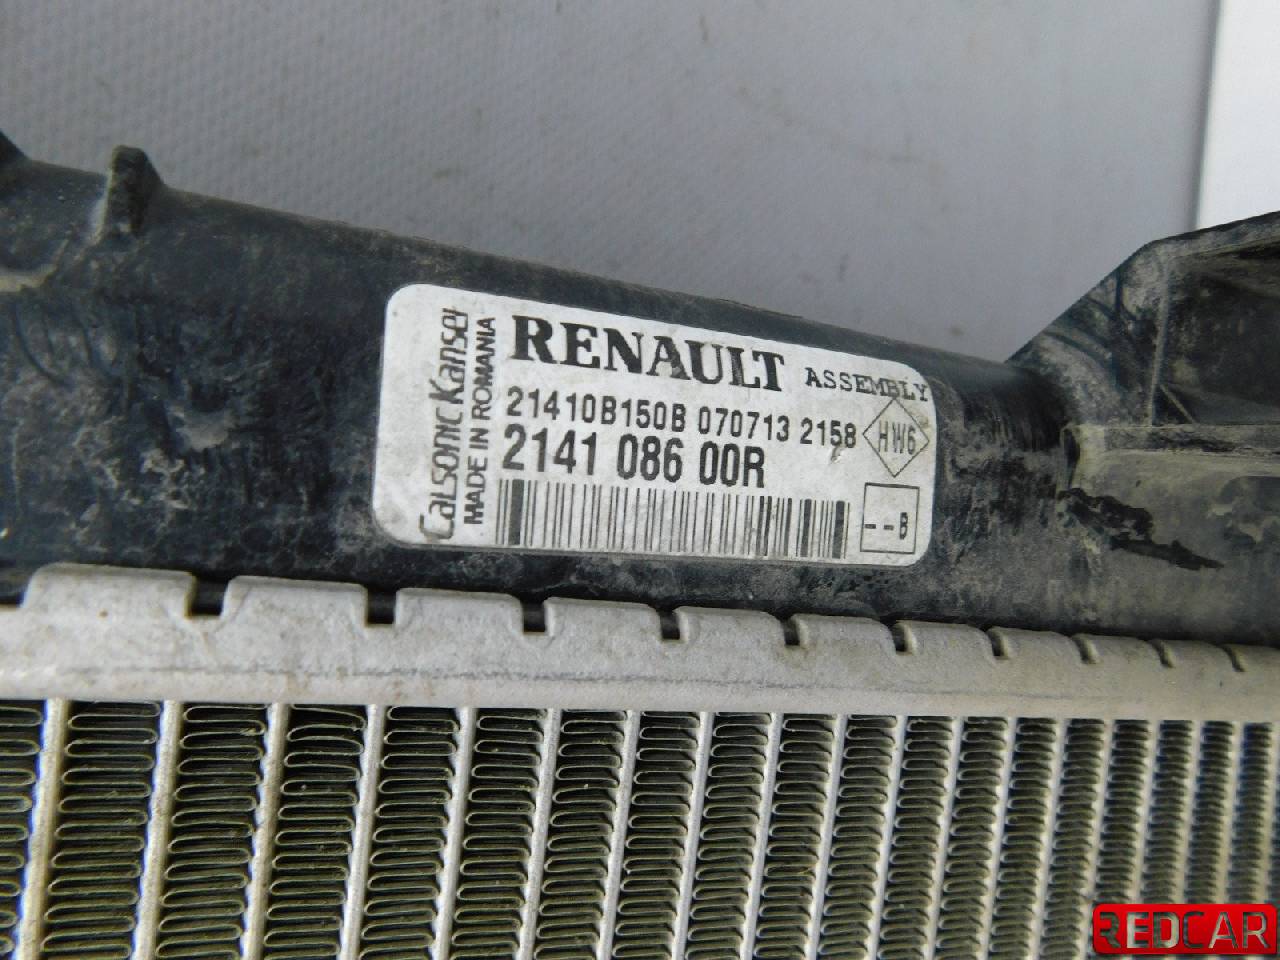 Calsonic Kansei
MADE IN ROMANIA
RENAULT ASSEMBLY
21410B150B 070713 2158
2141 086 00R
HW6
--B
REDCAR